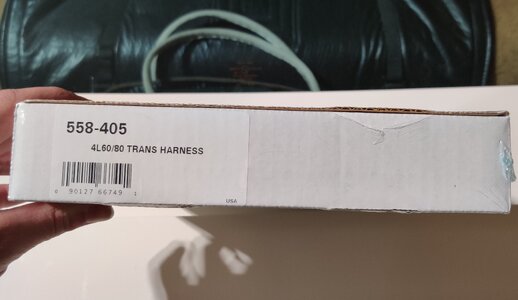 558-405
4L60/80 TRANS HARNESS
0 90127 66749 1
USA